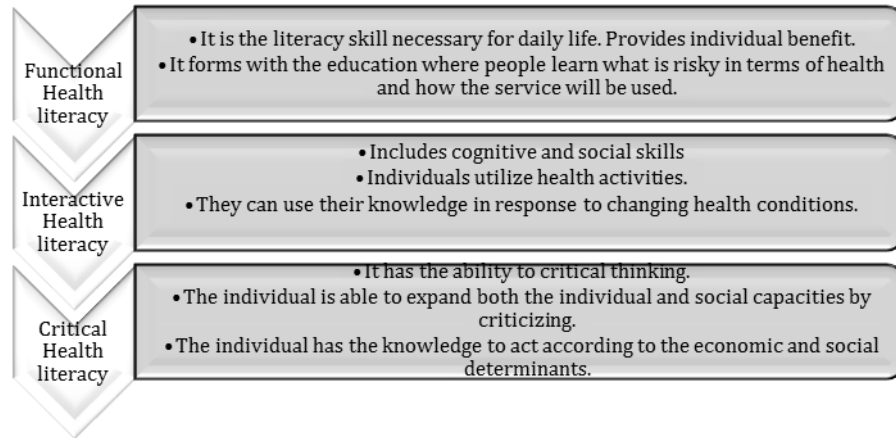 Functional
Health
literacy
• It is the literacy skill necessary for daily life. Provides individual benefit.
• It forms with the education where people learn what is risky in terms of health
and how the service will be used.
Interactive
Health
literacy
• Includes cognitive and social skills
• Individuals utilize health activities.
• They can use their knowledge in response to changing health conditions.
Critical
Health
literacy
• It has the ability to critical thinking.
• The individual is able to expand both the individual and social capacities by
criticizing.
• The individual has the knowledge to act according to the economic and social
determinants.